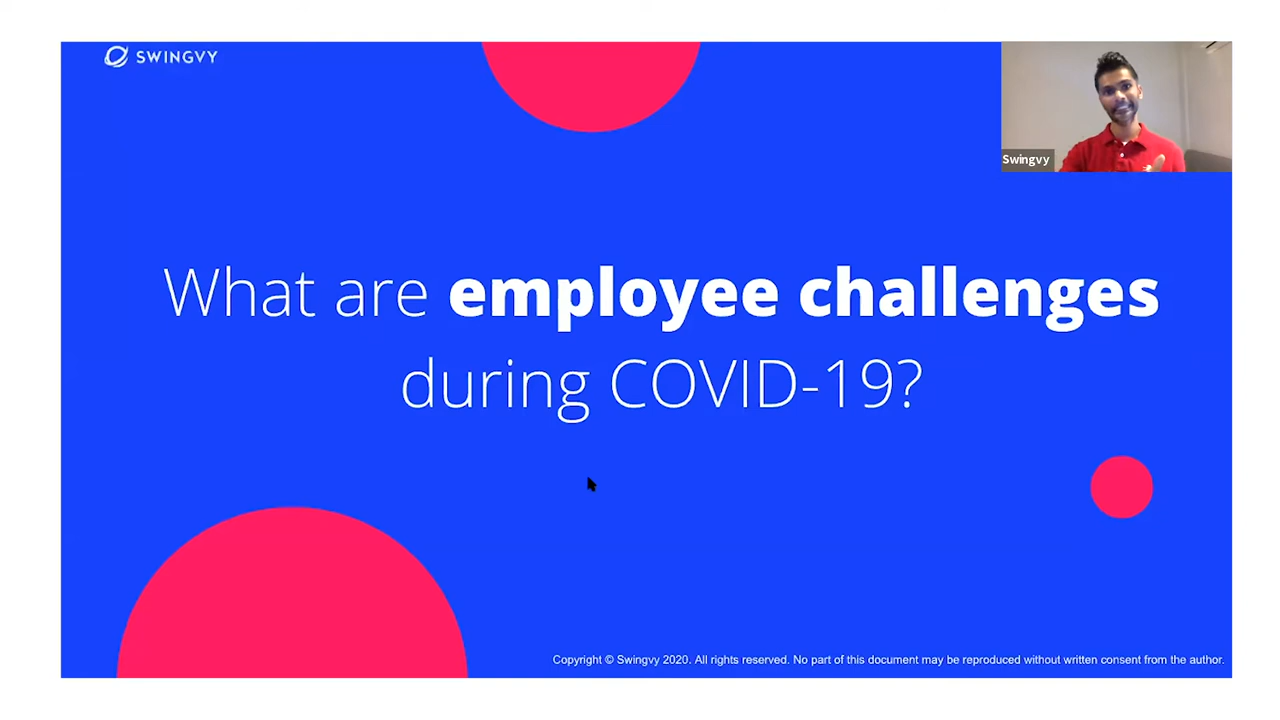 SWINGVY
Swingvy
What are employee challenges
during COVID-19?
Copyright © Swingvy 2020. All rights reserved. No part of this document may be reproduced without written consent from the author.